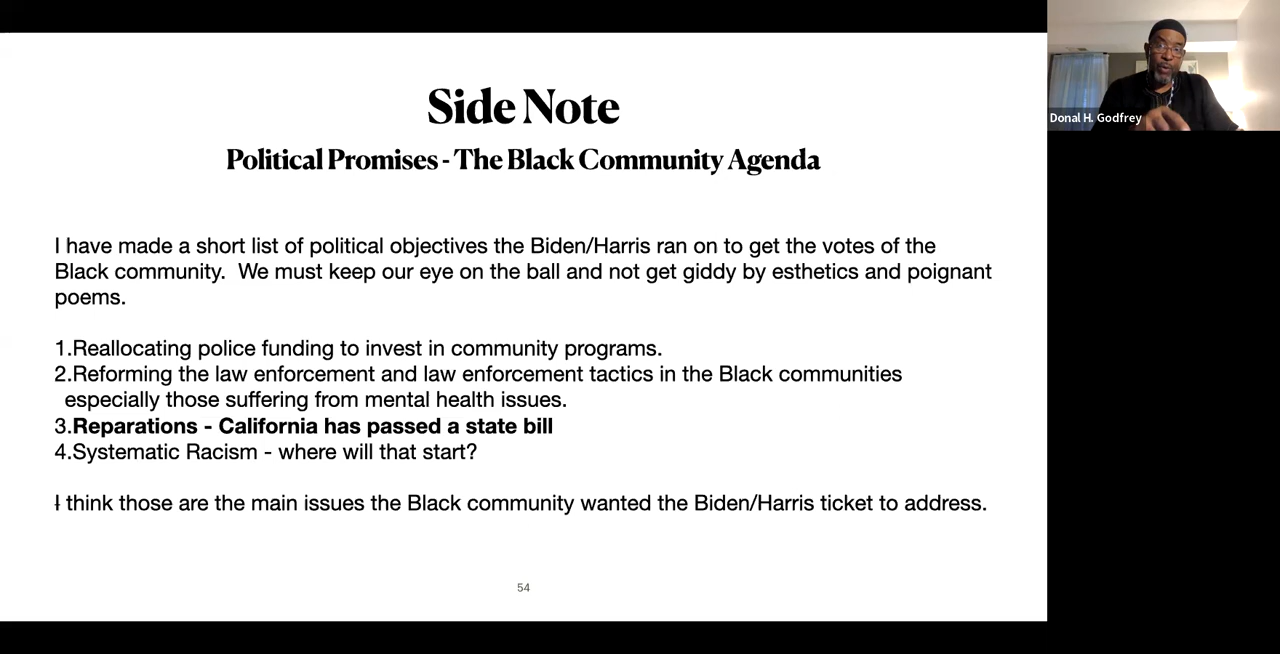 Side Note
Political Promises - The Black Community Agenda
I have made a short list of political objectives the Biden/Harris ran on to get the votes of the
Black community.  We must keep our eye on the ball and not get giddy by esthetics and poignant
poems.
1.Reallocating police funding to invest in community programs.
2.Reforming the law enforcement and law enforcement tactics in the Black communities
especially those suffering from mental health issues.
3.Reparations - California has passed a state bill
4.Systematic Racism - where will that start?
I think those are the main issues the Black community wanted the Biden/Harris ticket to address.
54
Donal H. Godfrey